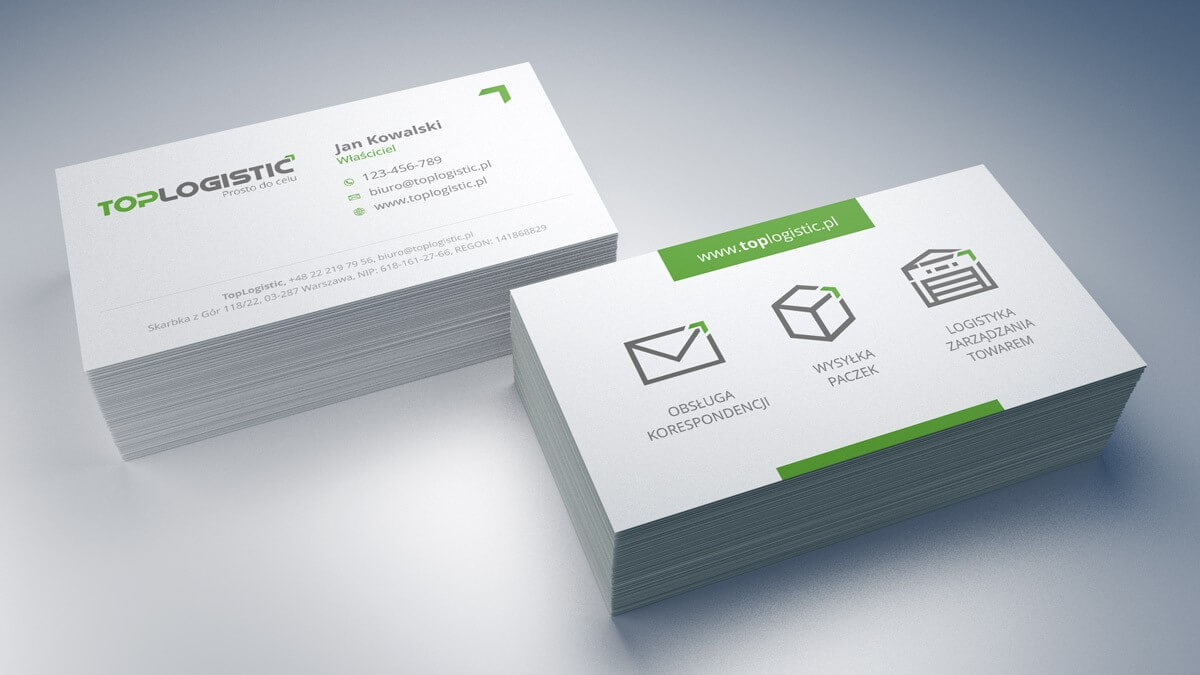 TOPLOGISTIC
Prosto do celu
Jan Kowalski
Właściciel
123-456-789
biuro@toplogistic.pl
www.toplogistic.pl
TopLogistic, +48 22 219 79 56, biuro@toplogistic.pl
Skarbka z Gór 118/22, 03-287 Warszawa, NIP: 618-161-27-66, REGON: 141868829
www.toplogistic.pl
OBSŁUGA
KORESPONDENCJI
WYSYŁKA
PACZEK
LOGISTYKA
ZARZĄDZANIA
TOWAREM